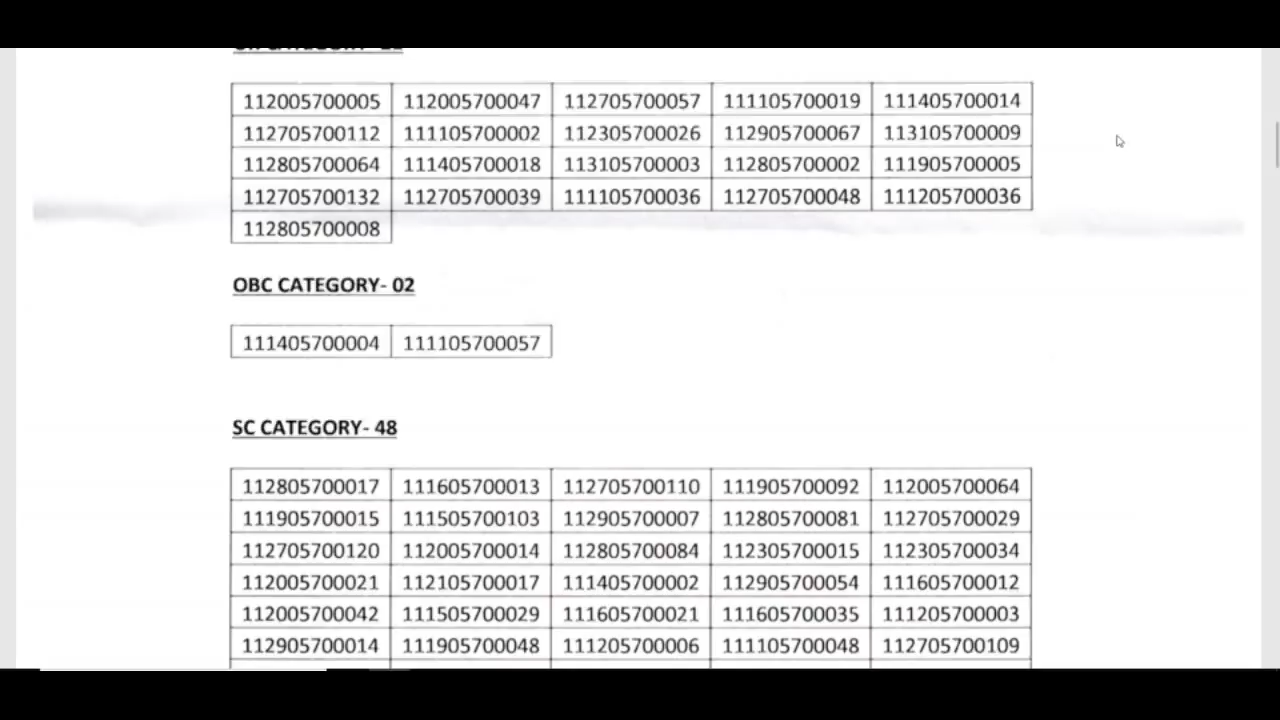 112005700005 112005700047 112705700057 111105700019 111405700014
112705700112 111105700002 112305700026 112905700067 113105700009
112805700064 111405700018 113105700003 112805700002 111905700005
112705700132 112705700039 111105700036 112705700048 111205700036
112805700008
OBC CATEGORY- 02
111405700004 111105700057
SC CATEGORY- 48
112805700017 111605700013 112705700110 111905700092 112005700064
111905700015 111505700103 112905700007 112805700081 112705700029
112705700120 112005700014 112805700084 112305700015 112305700034
112005700021 112105700017 111405700002 112905700054 111605700012
112005700042 111505700029 111605700021 111605700035 111205700003
112905700014 111905700048 111205700006 111105700048 112705700109